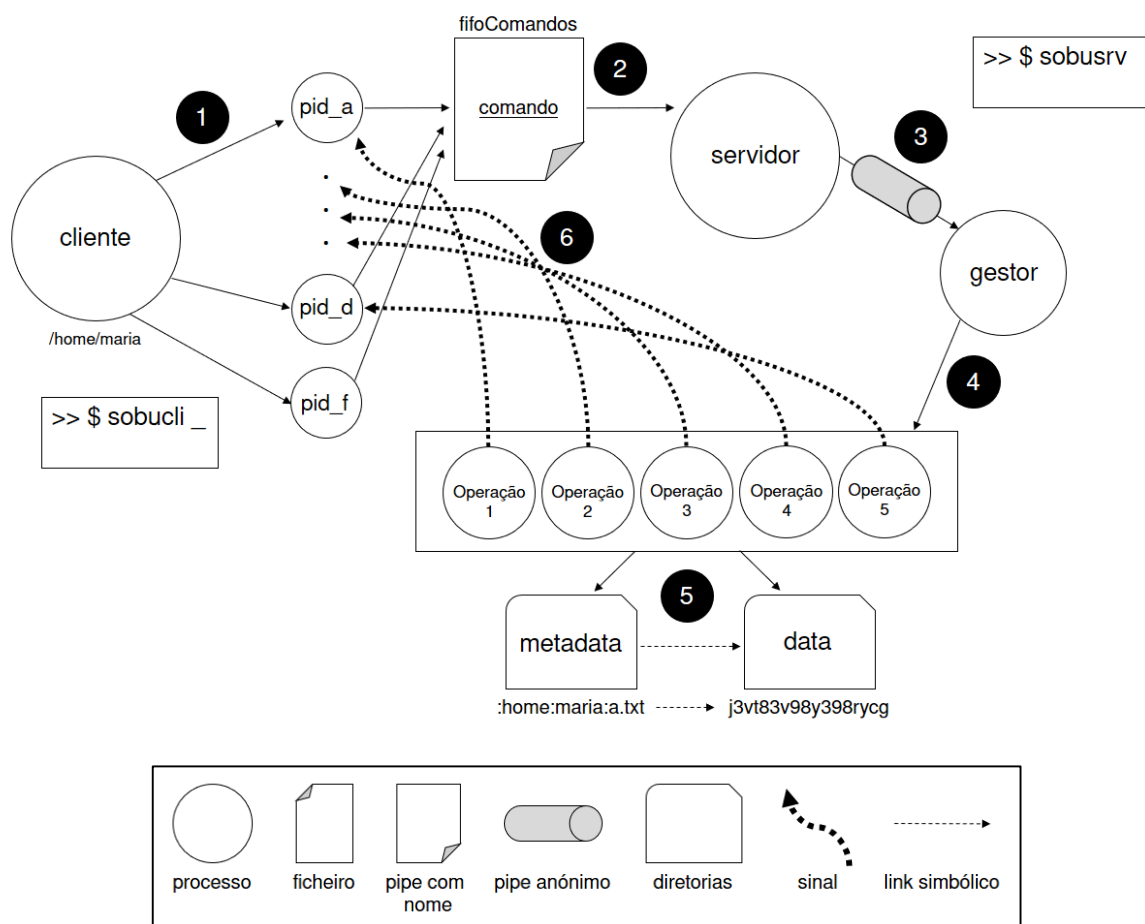 fifoComandos
>> $ sobusrv
1
pid_a
comando
2
servidor
3
cliente
.
.
.
6
gestor
pid_d
/home/maria
4
pid_f
>> $ sobucli _
Operação
1
Operação
2
Operação
3
Operação
4
Operação
5
5
metadata
data
:home:maria:a.txt
j3vt83v98y398rycg
processo
ficheiro
pipe com
nome
pipe anónimo
diretorias
sinal
link simbólico